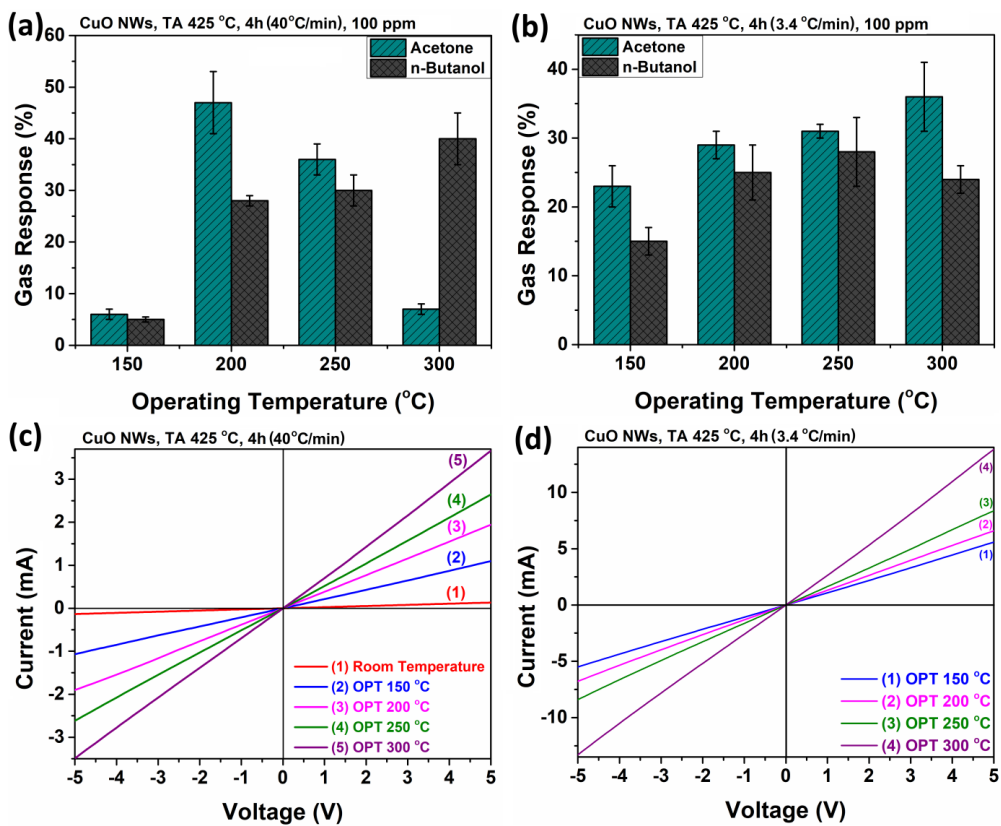 (a)
CuO NWs, TA 425 °C, 4h (40°C/min), 100 ppm
Acetone
n-Butanol
Gas Response (%)
60
50
40
30
20
10
0
150 200 250 300
Operating Temperature (°C)
(b)
CuO NWs, TA 425 °C, 4h (3.4 °C/min), 100 ppm
Acetone
n-Butanol
Gas Response (%)
40
30
20
10
0
150 200 250 300
Operating Temperature (°C)
(c)
CuO NWs, TA 425 °C, 4h (40°C/min)
Current (mA)
3
2
1
0
-1
-2
-3
(5)
(4)
(3)
(2)
(1)
(1) Room Temperature
(2) OPT 150 °C
(3) OPT 200 °C
(4) OPT 250 °C
(5) OPT 300 °C
-5 -4 -3 -2 -1 0 1 2 3 4 5
Voltage (V)
(d)
CuO NWs, TA 425 °C, 4h (3.4 °C/min)
Current (mA)
10
5
0
-5
-10
(4)
(3)
(2)
(1)
(1) OPT 150 °C
(2) OPT 200 °C
(3) OPT 250 °C
(4) OPT 300 °C
-5 -4 -3 -2 -1 0 1 2 3 4 5
Voltage (V)